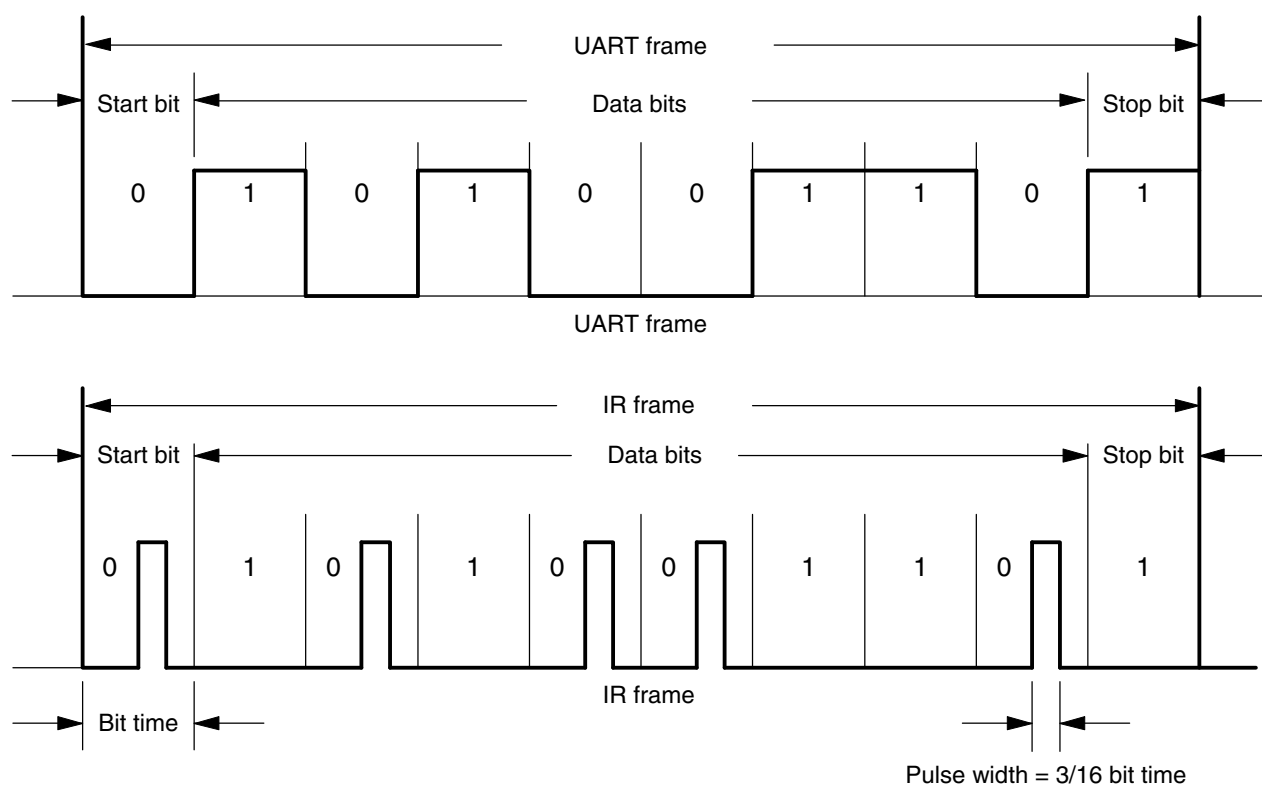 UART frame
Start bit Data bits Stop bit
0 1 0 1 0 0 1 1 0 1
UART frame
IR frame
Start bit Data bits Stop bit
0 1 0 1 0 0 1 1 0 1
IR frame
Bit time
Pulse width = 3/16 bit time